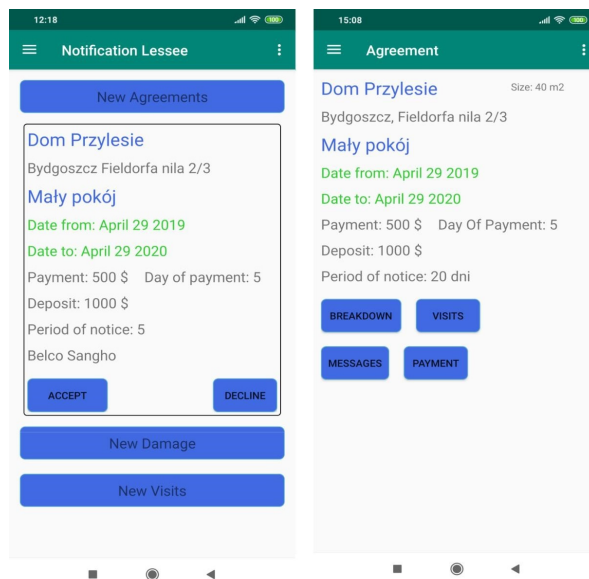 12:18
100
Notification Lessee
New Agreements
Dom Przylesie
Bydgoszcz Fieldorfa nila 2/3
Mały pokój
Date from: April 29 2019
Date to: April 29 2020
Payment: 500 $ Day of payment: 5
Deposit: 1000 $
Period of notice: 5
Belco Sangho
ACCEPT DECLINE
New Damage
New Visits
15:08
100
Agreement
Dom Przylesie Size: 40 m2
Bydgoszcz, Fieldorfa nila 2/3
Mały pokój
Date from: April 29 2019
Date to: April 29 2020
Payment: 500 $ Day Of Payment: 5
Deposit: 1000 $
Period of notice: 20 dni
BREAKDOWN VISITS
MESSAGES PAYMENT